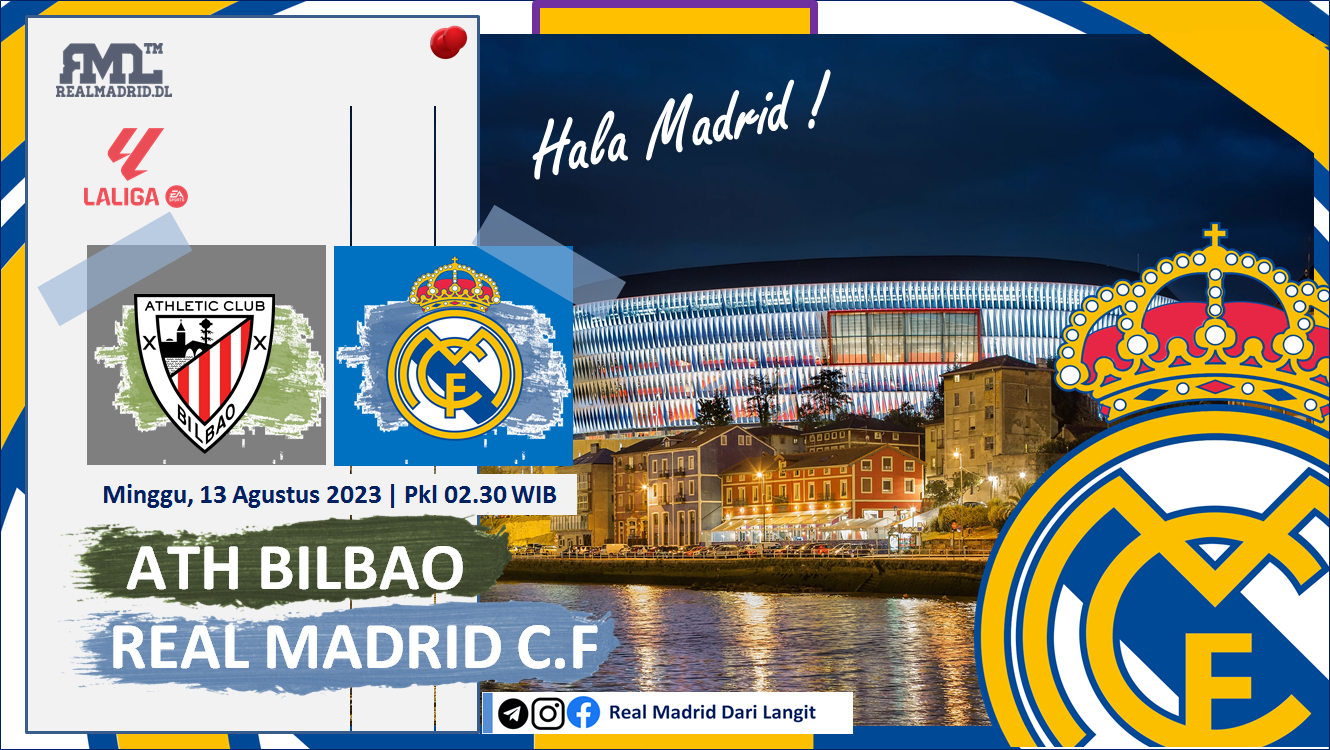 RMDL™
REALMADRID.DL
LALIGA
EA SPORTS
Hala Madrid !
ATHLETIC CLUB
BILBAO
Minggu, 13 Agustus 2023 | Pkl 02.30 WIB
ATH BILBAO
REAL MADRID C.F
Real Madrid Dari Langit